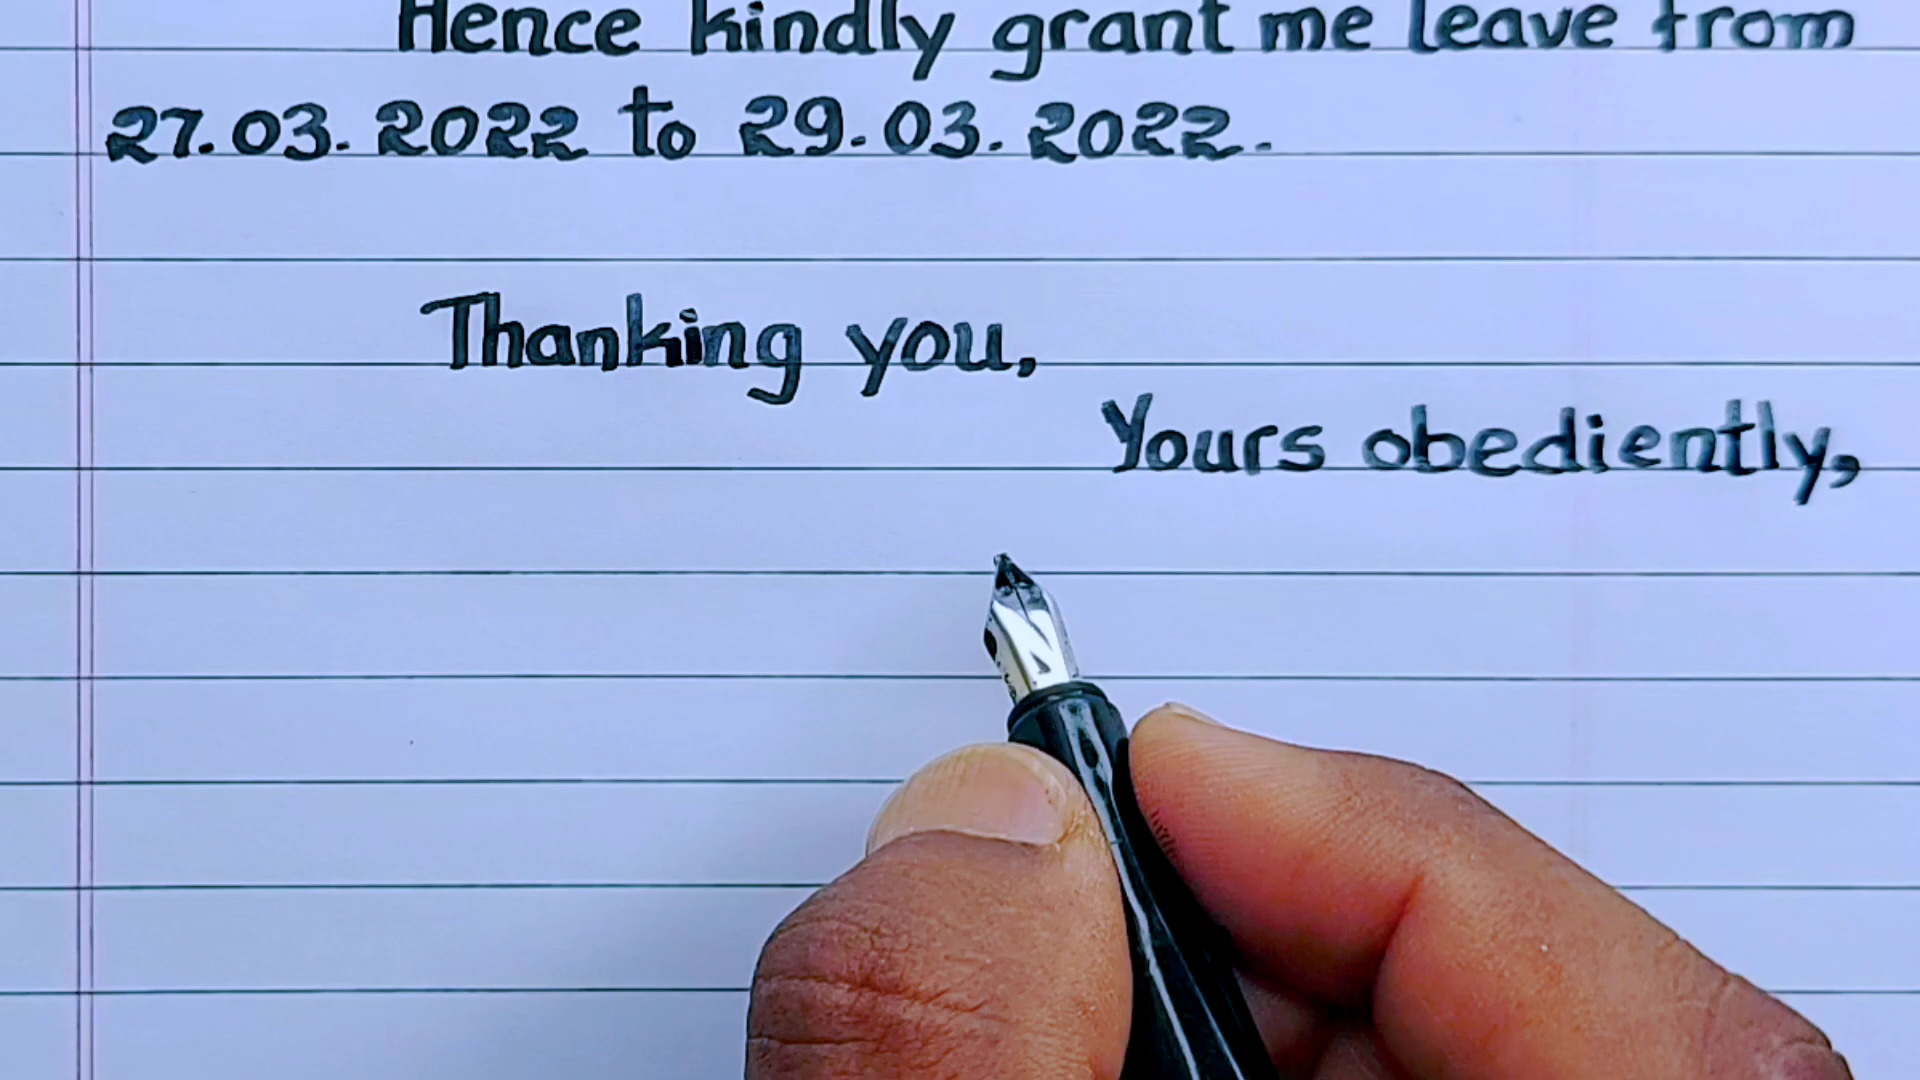 Hence kindly grant me leave from
27.03.2022 to 29.03.2022.
Thanking you,
Yours obediently,